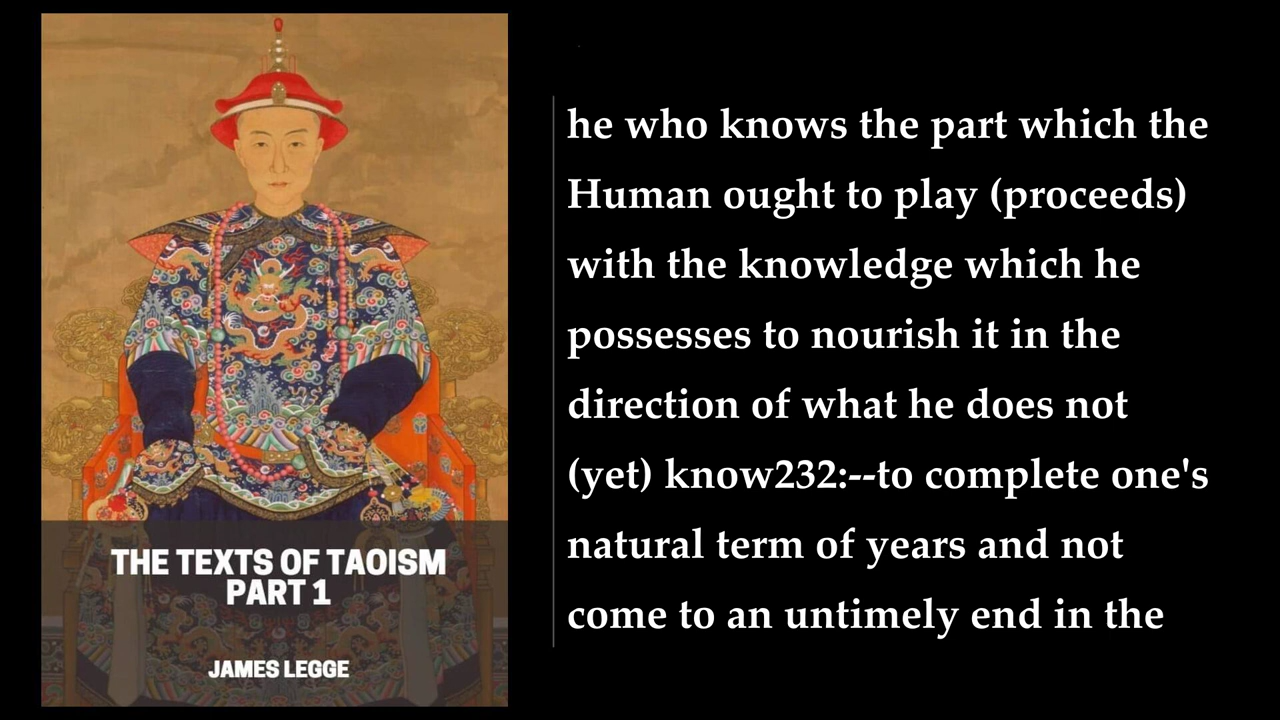 THE TEXTS OF TAOISM
PART 1
JAMES LEGGE
he who knows the part which the
Human ought to play (proceeds)
with the knowledge which he
possesses to nourish it in the
direction of what he does not
(yet) know232:--to complete one's
natural term of years and not
come to an untimely end in the